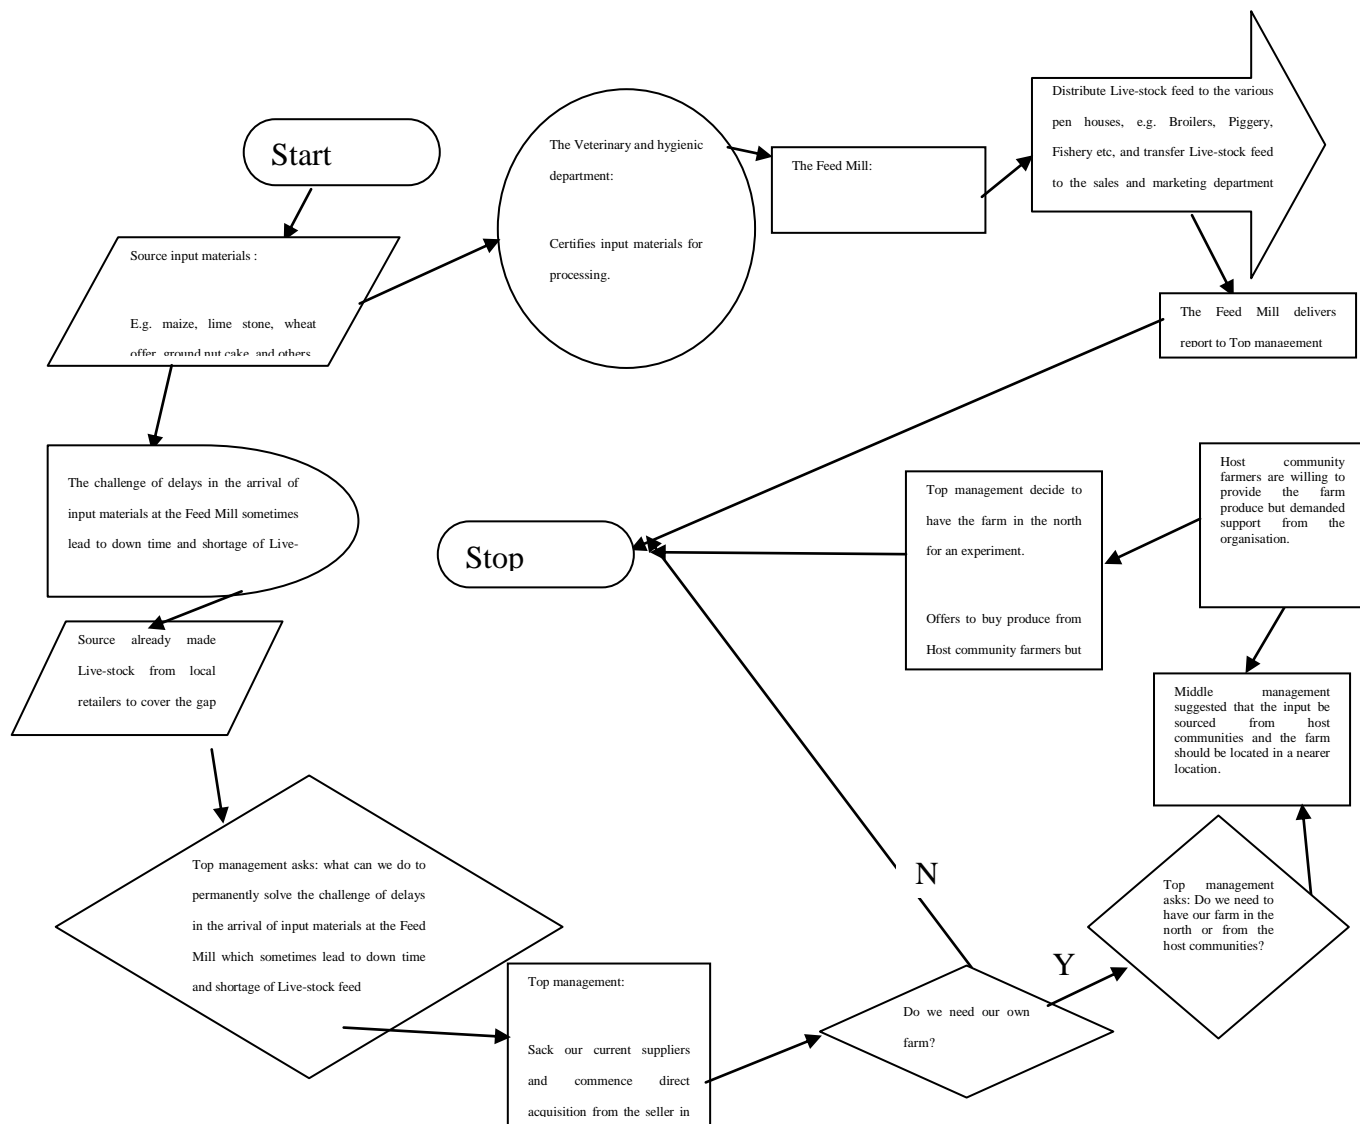 Start
Source input materials :
E.g. maize, lime stone, wheat
offer, ground nut cake, and others
The Veterinary and hygienic
department:
Certifies input materials for
processing.
The Feed Mill:
Distribute Live-stock feed to the various
pen houses, e.g. Broilers, Piggery,
Fishery etc, and transfer Live-stock feed
to the sales and marketing department
The Feed Mill delivers
report to Top management
The challenge of delays in the arrival of
input materials at the Feed Mill sometimes
lead to down time and shortage of Live-
Source already made
Live-stock from local
retailers to cover the gap
Top management asks: what can we do to
permanently solve the challenge of delays
in the arrival of input materials at the Feed
Mill which sometimes lead to down time
and shortage of Live-stock feed
Top management:
Sack our current suppliers
and commence direct
acquisition from the seller in
Do we need our own
farm?
N
Y
Top management
asks: Do we need to
have our farm in the
north or from the
host communities?
Middle management
suggested that the input be
sourced from host
communities and the farm
should be located in a nearer
location.
Host community
farmers are willing to
provide the farm
produce but demanded
support from the
organisation.
Top management decide to
have the farm in the north
for an experiment.
Offers to buy produce from
Host community farmers but
Stop